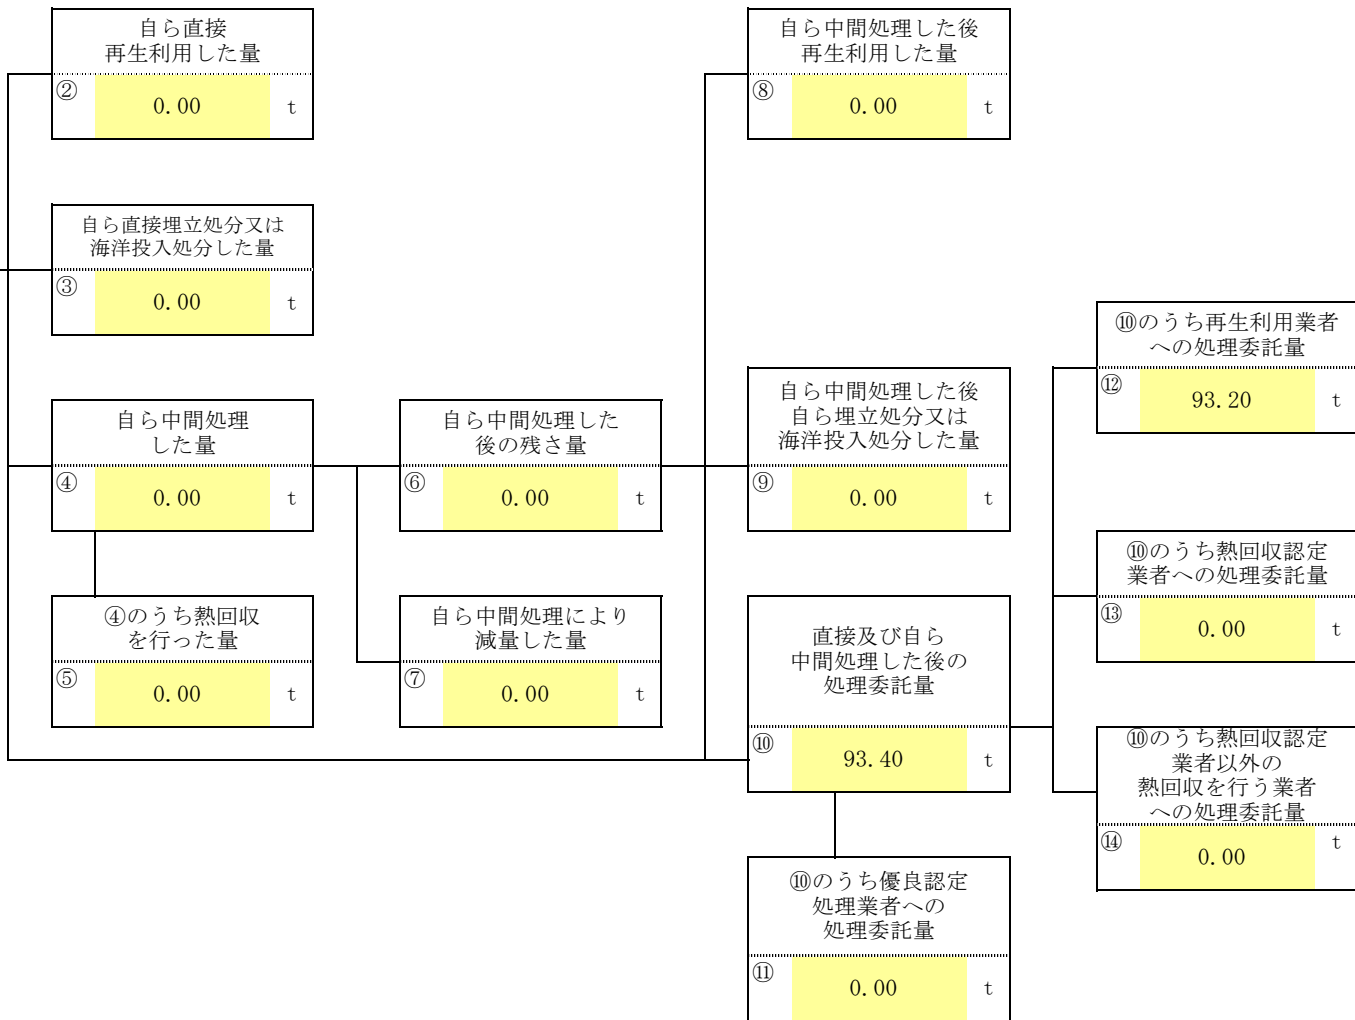 自ら直接
再生利用した量
② 0.00 t
自ら直接埋立処分又は
海洋投入処分した量
③ 0.00 t
自ら中間処理
した量
④ 0.00 t
④のうち熱回収
を行った量
⑤ 0.00 t
自ら中間処理した
後の残さ量
⑥ 0.00 t
自ら中間処理により
減量した量
⑦ 0.00 t
自ら中間処理した後
再生利用した量
⑧ 0.00 t
自ら中間処理した後
自ら埋立処分又は
海洋投入処分した量
⑨ 0.00 t
直接及び自ら
中間処理した後の
処理委託量
⑩ 93.40 t
⑩のうち優良認定
処理業者への
処理委託量
⑪ 0.00 t
⑩のうち再生利用業者
への処理委託量
⑫ 93.20 t
⑩のうち熱回収認定
業者への処理委託量
⑬ 0.00 t
⑩のうち熱回収認定
業者以外の
熱回収を行う業者
への処理委託量
⑭ 0.00 t